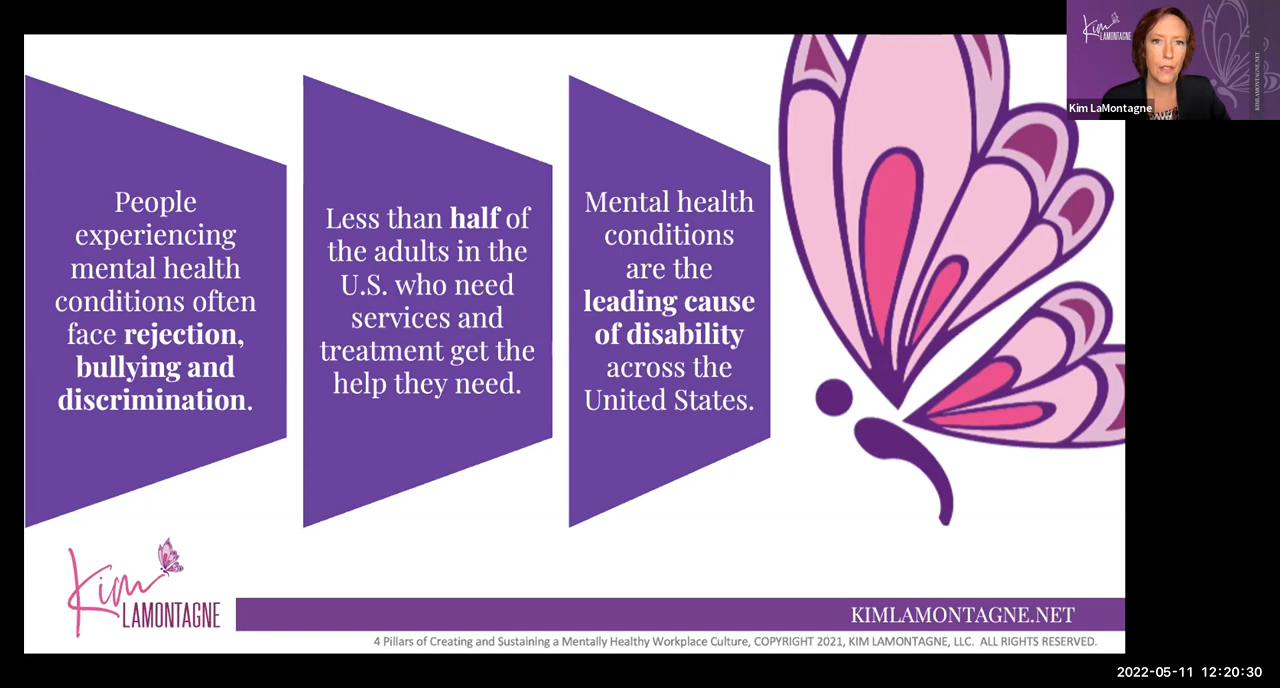 Kim
LAMONTAGNE
KIMLAMONTAGNE.NET
Kim LaMontagne
People
experiencing
mental health
conditions often
face rejection,
bullying and
discrimination.
Less than half of
the adults in the
U.S. who need
services and
treatment get the
help they need.
Mental health
conditions
are the
leading cause
of disability
across the
United States.
Kim
LAMONTAGNE
KIMLAMONTAGNE.NET
4 Pillars of Creating and Sustaining a Mentally Healthy Workplace Culture, COPYRIGHT 2021, KIM LAMONTAGNE, LLC. ALL RIGHTS RESERVED.
2022-05-11 12:20:30